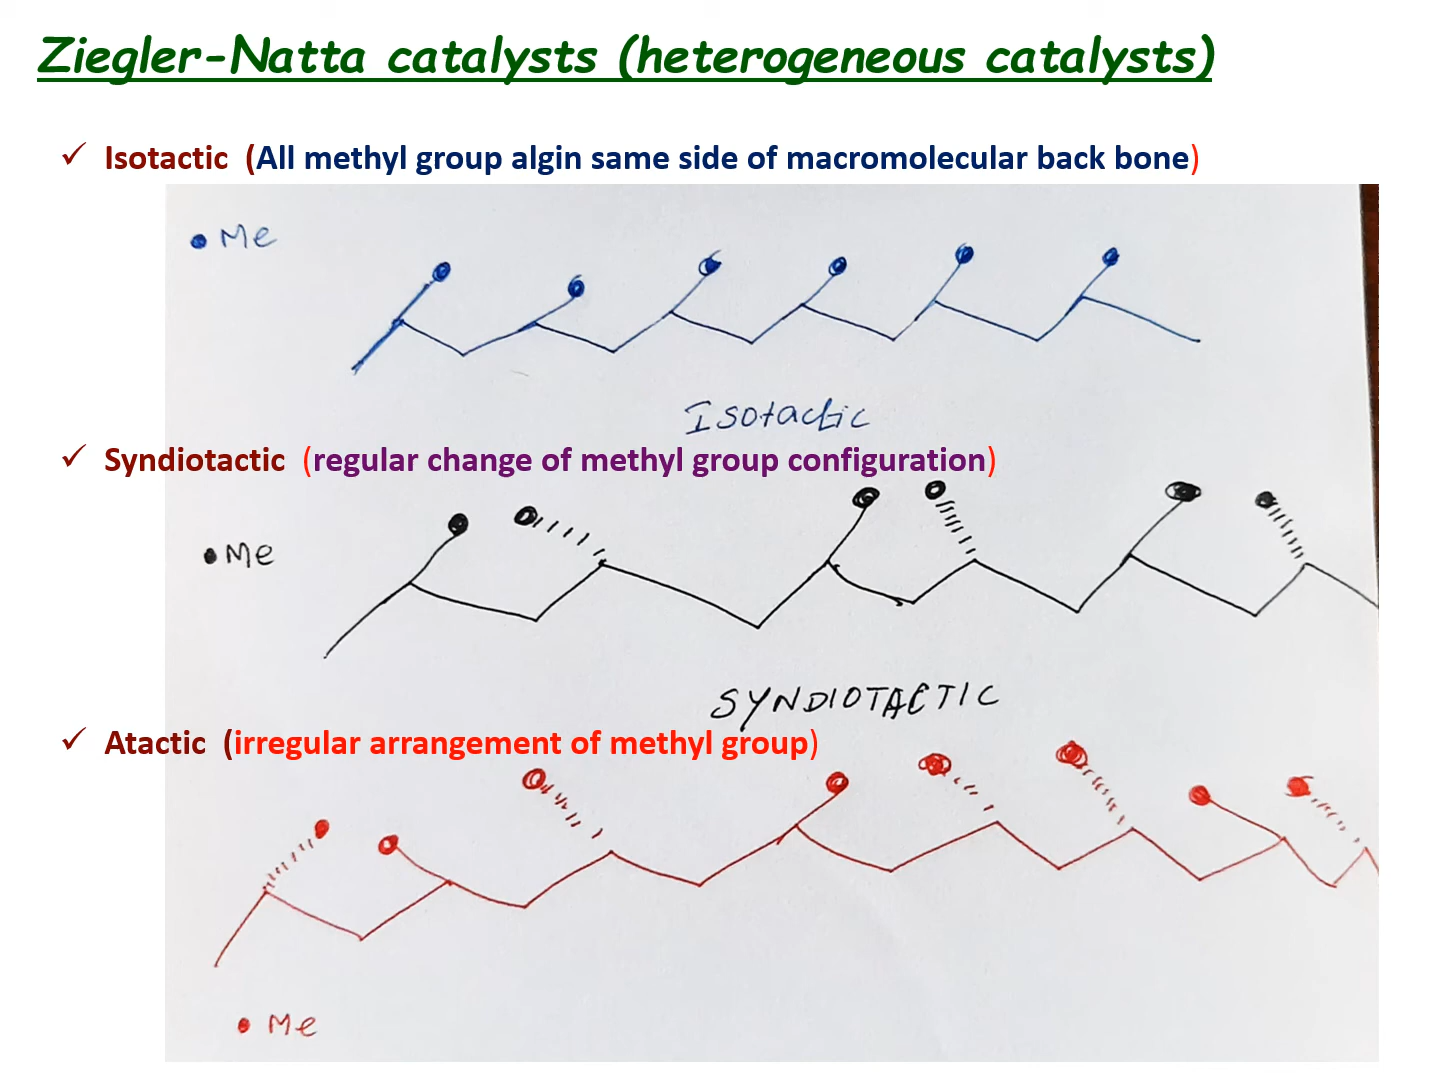 Ziegler-Natta catalysts (heterogeneous catalysts)
✓ Isotactic (All methyl group algin same side of macromolecular back bone)
Me
Isotactic
✓ Syndiotactic (regular change of methyl group configuration)
Me
SYNDIOTACTIC
✓ Atactic (irregular arrangement of methyl group)
Me